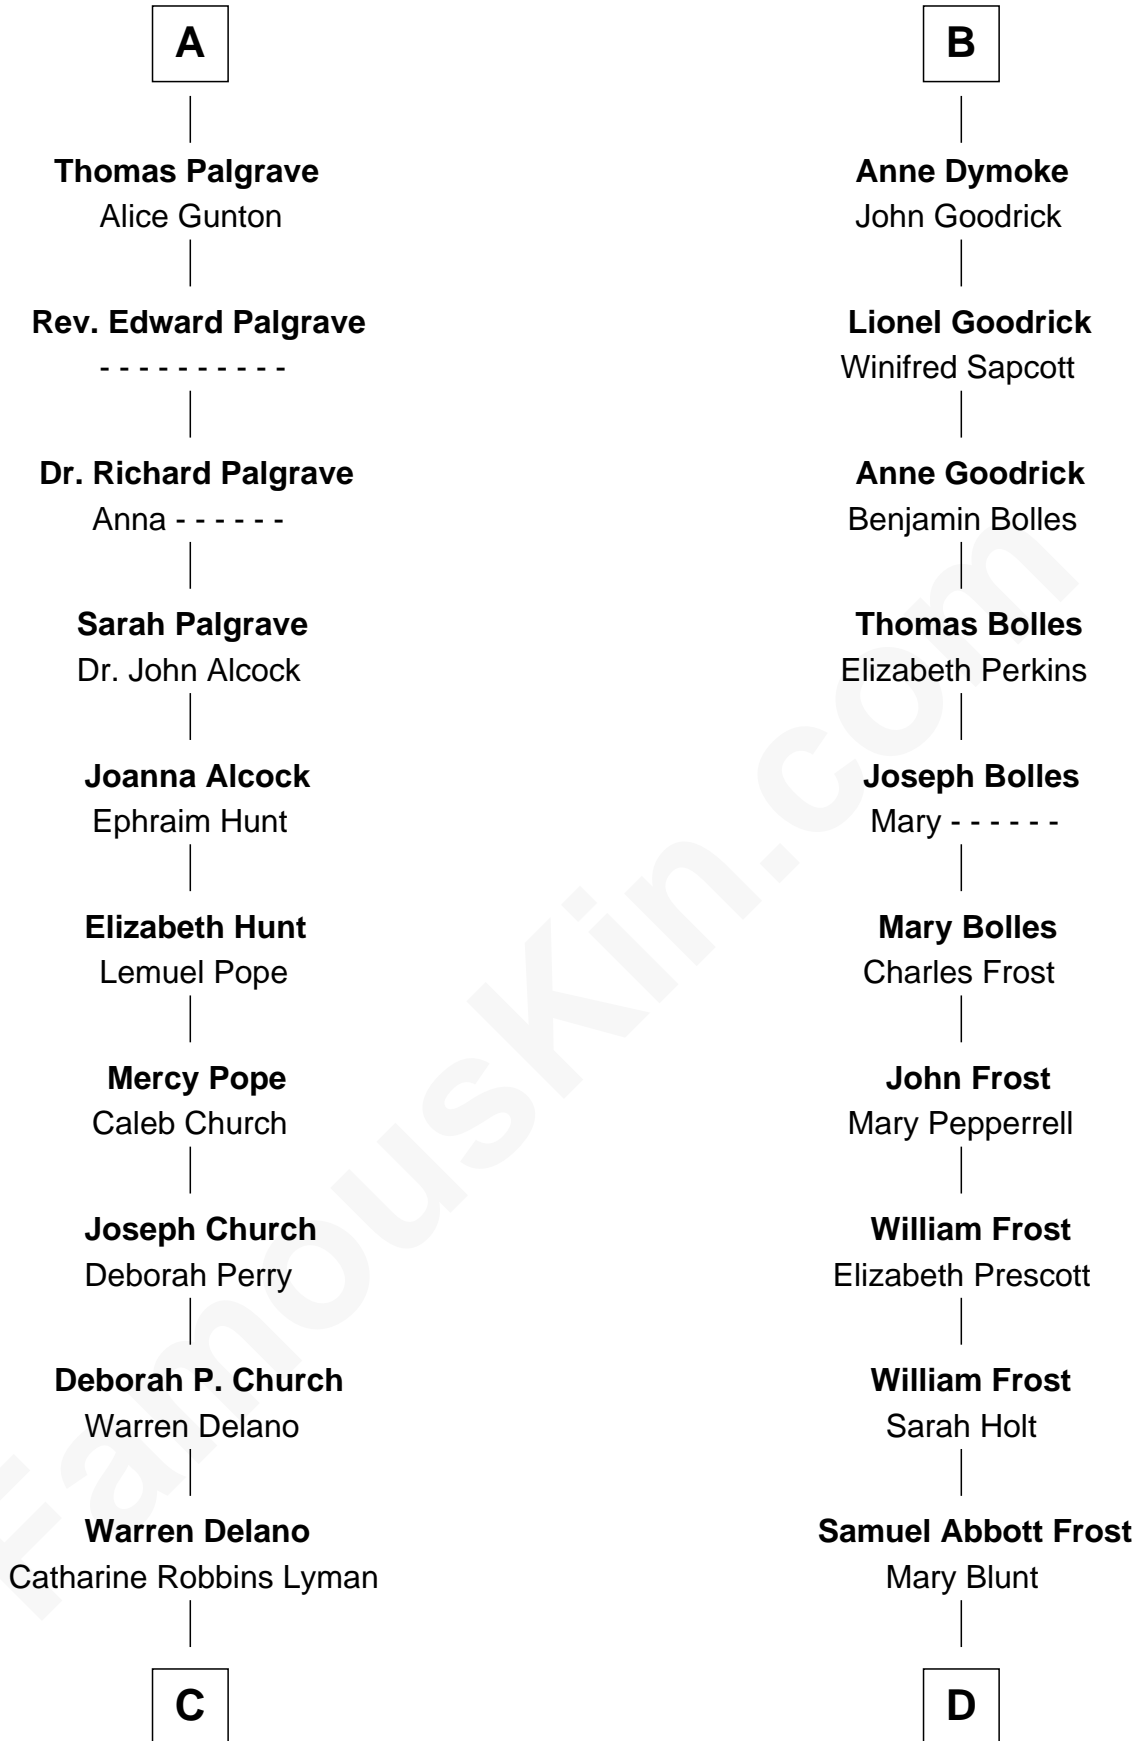 A
Thomas Palgrave
Alice Gunton
Rev. Edward Palgrave
- - - - - - - - - -
Dr. Richard Palgrave
Anna - - - - - -
Sarah Palgrave
Dr. John Alcock
Joanna Alcock
Ephraim Hunt
Elizabeth Hunt
Lemuel Pope
Mercy Pope
Caleb Church
Joseph Church
Deborah Perry
Deborah P. Church
Warren Delano
Warren Delano
Catharine Robbins Lyman
C
B
Anne Dymoke
John Goodrick
Lionel Goodrick
Winifred Sapcott
Anne Goodrick
Benjamin Bolles
Thomas Bolles
Elizabeth Perkins
Joseph Bolles
Mary - - - - - -
Mary Bolles
Charles Frost
John Frost
Mary Pepperrell
William Frost
Elizabeth Prescott
William Frost
Sarah Holt
Samuel Abbott Frost
Mary Blunt
D
FamousKin.com